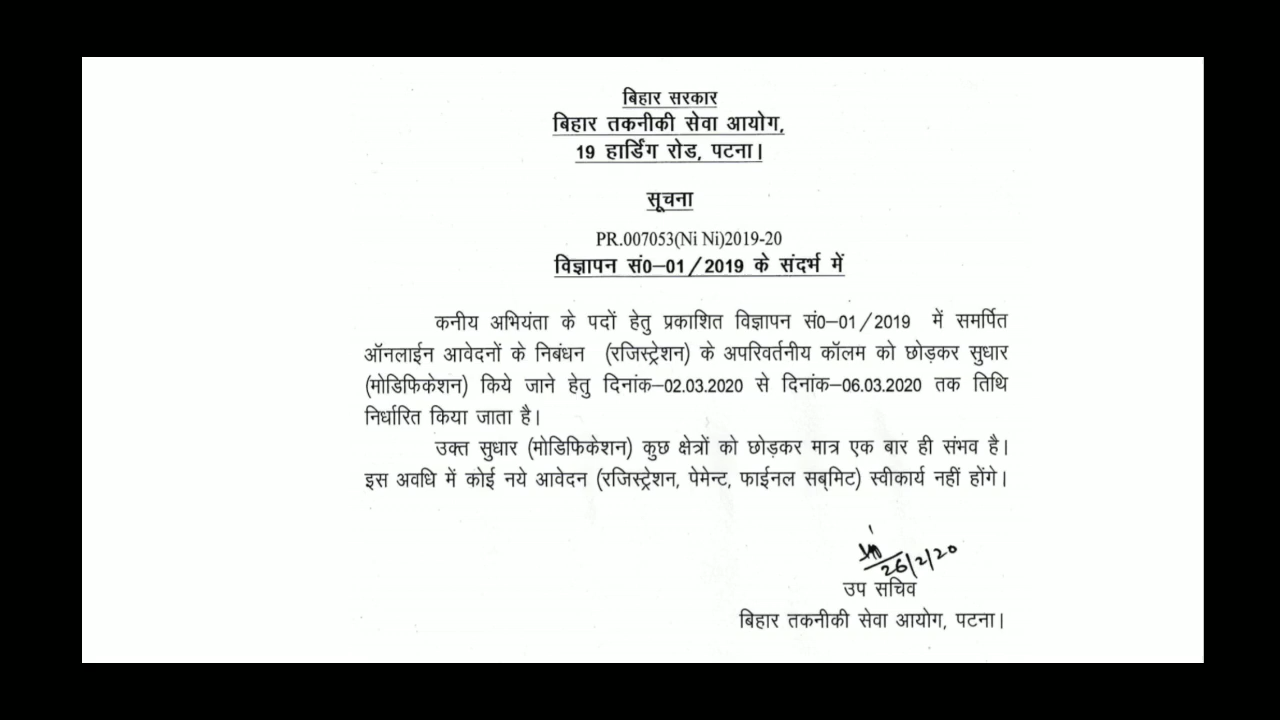 बिहार सरकार
बिहार तकनीकी सेवा आयोग,
19 हार्डिंग रोड, पटना।
सूचना
PR.007053(Ni Ni)2019-20
विज्ञापन सं0–01/2019 के संदर्भ में
कनीय अभियंता के पदों हेतु प्रकाशित विज्ञापन सं0–01/2019 में समर्पित
ऑनलाईन आवेदनों के निबंधन (रजिस्ट्रेशन) के अपरिवर्तनीय कॉलम को छोड़कर सुधार
(मोडिफिकेशन) किये जाने हेतु दिनांक–02.03.2020 से दिनांक–06.03.2020 तक तिथि
निर्धारित किया जाता है।
उक्त सुधार (मोडिफिकेशन) कुछ क्षेत्रों को छोड़कर मात्र एक बार ही संभव है।
इस अवधि में कोई नये आवेदन (रजिस्ट्रेशन, पेमेन्ट, फाईनल सब्‌मिट) स्वीकार्य नहीं होंगे।
26/2/20
उप सचिव
बिहार तकनीकी सेवा आयोग, पटना।